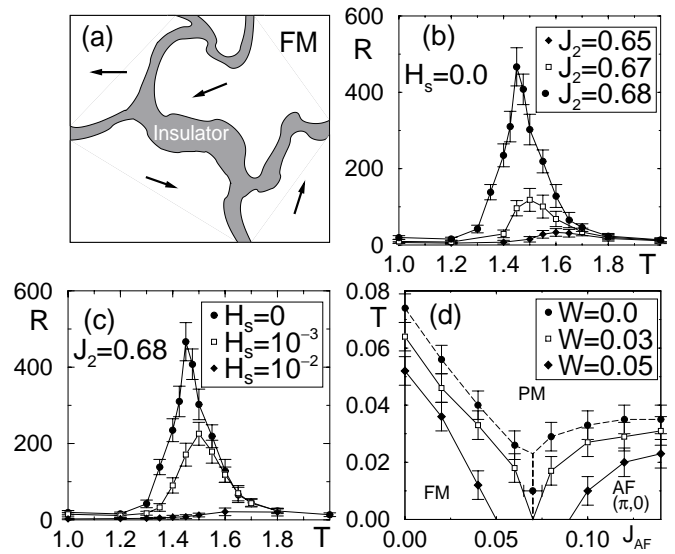 (a)
FM
Insulator
(b)
R
600
400
200
0
H_s=0.0
J_2=0.65
J_2=0.67
J_2=0.68
1.0 1.2 1.4 1.6 1.8 T
(c)
R
600
400
200
0
J_2=0.68
H_s=0
H_s=10^{-3}
H_s=10^{-2}
1.0 1.2 1.4 1.6 1.8 T
(d)
T
0.08
0.06
0.04
0.02
0.00
W=0.0
W=0.03
W=0.05
PM
FM
AF
(π,0)
0.00 0.05 0.10 J_{AF}